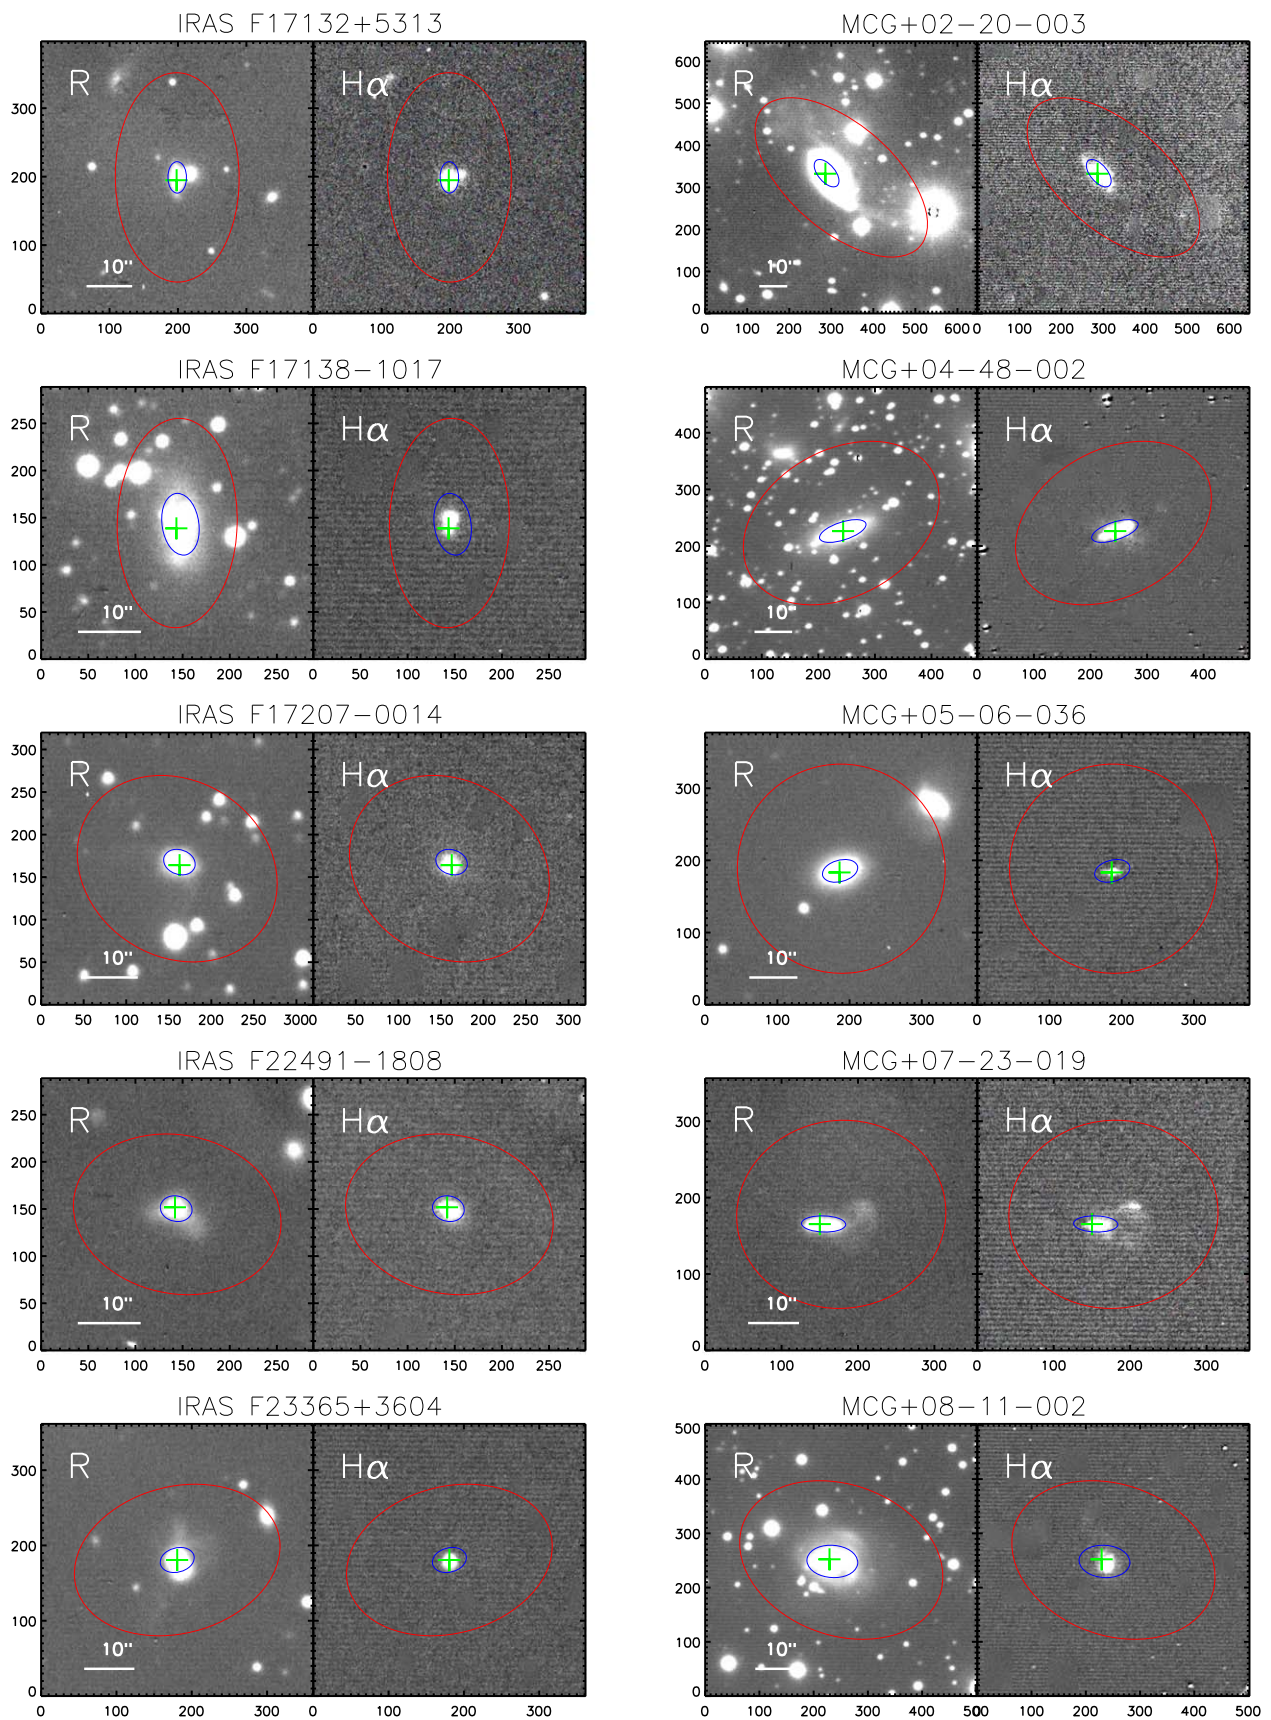 IRAS F17132+5313
R
Hα
300
200
100
0
10"
0 100 200 300 0 100 200 300
MCG+02-20-003
R
Hα
600
500
400
300
200
100
0
10"
0 100 200 300 400 500 600 0 100 200 300 400 500 600
IRAS F17138-1017
R
Hα
250
200
150
100
50
0
10"
0 50 100 150 200 250 0 50 100 150 200 250
MCG+04-48-002
R
Hα
400
300
200
100
0
10"
0 100 200 300 400 0 100 200 300 400
IRAS F17207-0014
R
Hα
300
250
200
150
100
50
0
10"
0 50 100 150 200 250 300 0 50 100 150 200 250 300
MCG+05-06-036
R
Hα
300
200
100
0
10"
0 100 200 300 0 100 200 300
IRAS F22491-1808
R
Hα
250
200
150
100
50
0
10"
0 50 100 150 200 250 0 50 100 150 200 250
MCG+07-23-019
R
Hα
300
200
100
0
10"
0 100 200 300 0 100 200 300
IRAS F23365+3604
R
Hα
300
200
100
0
10"
0 100 200 300 0 100 200 300
MCG+08-11-002
R
Hα
500
400
300
200
100
0
10"
0 100 200 300 400 500 0 100 200 300 400 500